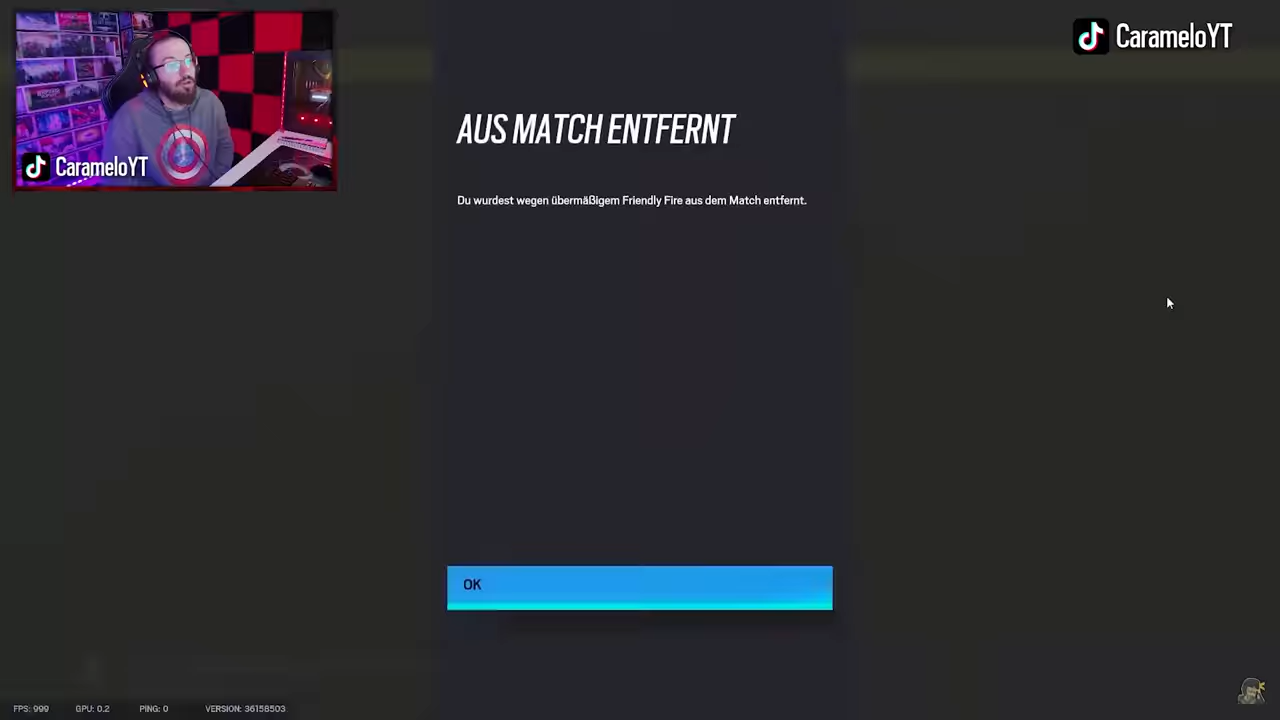 CarameloYT
CarameloYT
AUS MATCH ENTFERNT
Du wurdest wegen übermäßigem Friendly Fire aus dem Match entfernt.
OK
FPS: 999 GPU: 0.2 PING: 0 VERSION: 36158503